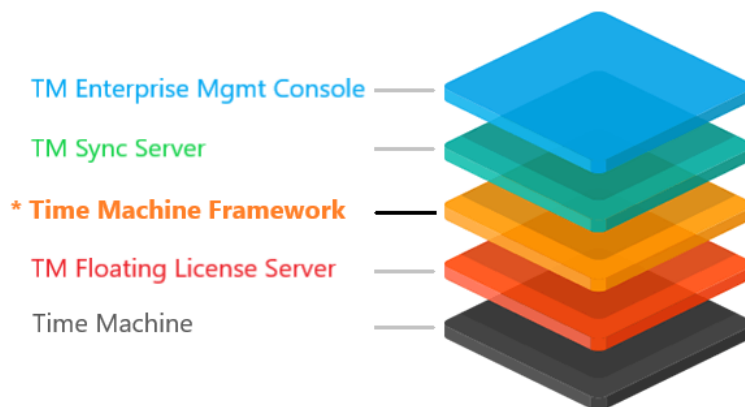 TM Enterprise Mgmt Console
TM Sync Server
* Time Machine Framework
TM Floating License Server
Time Machine